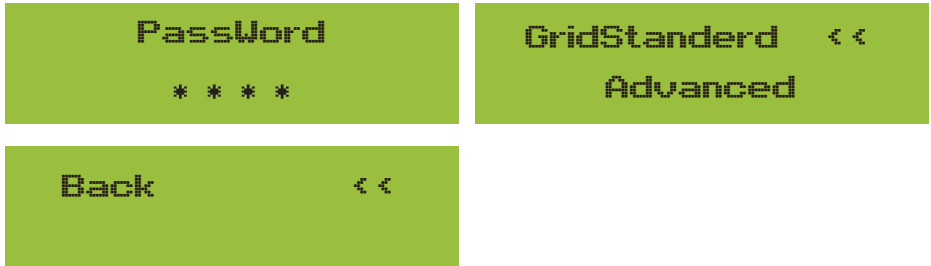 PassWord
* * * *
GridStanderd <<
Advanced
Back <<